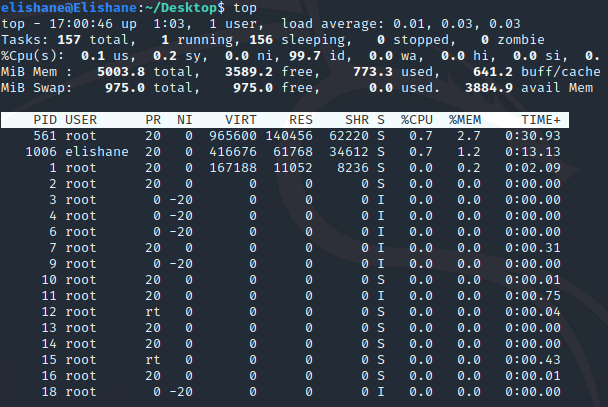 elishane@Elishane:~/Desktop$ top
top - 17:00:46 up  1:03,  1 user,  load average: 0.01, 0.03, 0.03
Tasks: 157 total,   1 running, 156 sleeping,   0 stopped,   0 zombie
%Cpu(s):  0.1 us,  0.2 sy,  0.0 ni, 99.7 id,  0.0 wa,  0.0 hi,  0.0 si,  0.
MiB Mem :   5003.8 total,   3589.2 free,    773.3 used,    641.2 buff/cache
MiB Swap:    975.0 total,    975.0 free,      0.0 used.   3884.9 avail Mem
PID USER      PR  NI    VIRT    RES    SHR S  %CPU  %MEM     TIME+
561 root      20   0  965600 140456  62220 S   0.7   2.7   0:30.93
1006 elishane  20   0  416676  61768  34612 S   0.7   1.2   0:13.13
1 root      20   0  167188  11052   8236 S   0.0   0.2   0:02.09
2 root      20   0       0      0      0 S   0.0   0.0   0:00.00
3 root       0 -20       0      0      0 I   0.0   0.0   0:00.00
4 root       0 -20       0      0      0 I   0.0   0.0   0:00.00
6 root       0 -20       0      0      0 I   0.0   0.0   0:00.00
7 root      20   0       0      0      0 I   0.0   0.0   0:00.31
9 root       0 -20       0      0      0 I   0.0   0.0   0:00.00
10 root      20   0       0      0      0 S   0.0   0.0   0:00.01
11 root      20   0       0      0      0 I   0.0   0.0   0:00.75
12 root      rt   0       0      0      0 S   0.0   0.0   0:00.04
13 root      20   0       0      0      0 S   0.0   0.0   0:00.00
14 root      20   0       0      0      0 S   0.0   0.0   0:00.00
15 root      rt   0       0      0      0 S   0.0   0.0   0:00.43
16 root      20   0       0      0      0 S   0.0   0.0   0:00.01
18 root       0 -20       0      0      0 I   0.0   0.0   0:00.00